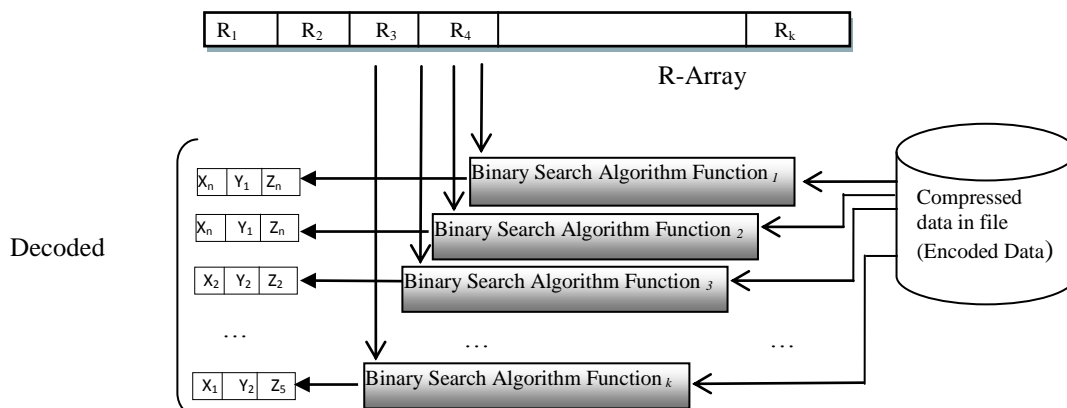 R₁ R₂ R₃ R₄ Rₖ
R-Array
Binary Search Algorithm Function ₁
Xₙ Y₁ Zₙ
Compressed
data in file
(Encoded Data)
Binary Search Algorithm Function ₂
Xₙ Y₁ Zₙ
Decoded
Binary Search Algorithm Function ₃
X₂ Y₂ Z₂
… … …
Binary Search Algorithm Function ₖ
X₁ Y₂ Z₅